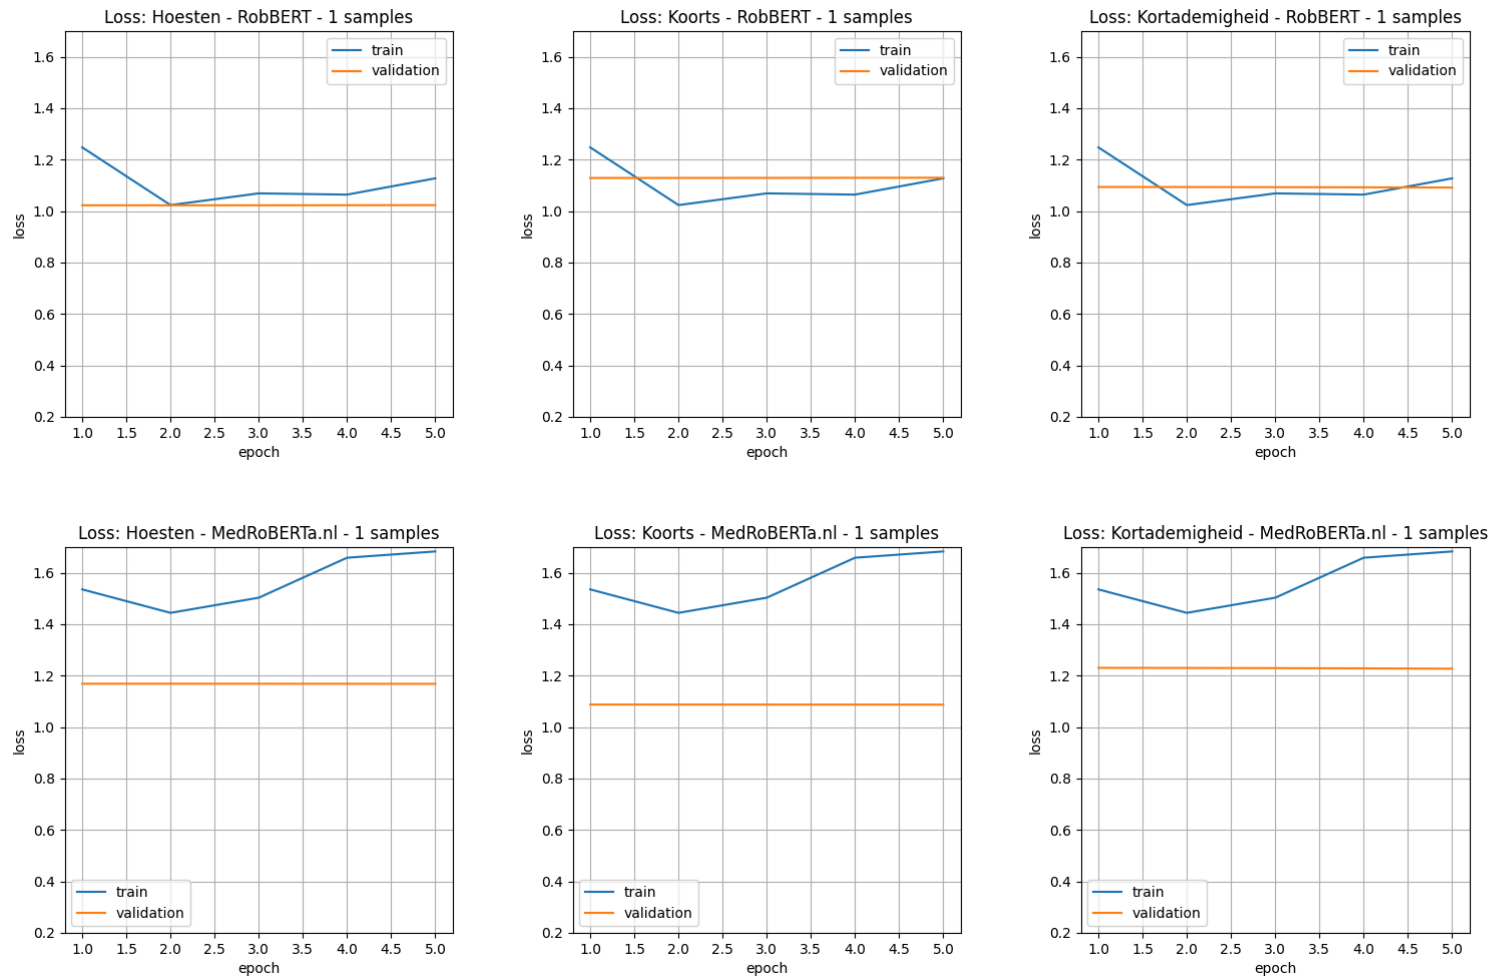 Loss: Hoesten - RobBERT - 1 samples
1.6
1.4
1.2
1.0
0.8
0.6
0.4
0.2
loss
train
validation
1.0 1.5 2.0 2.5 3.0 3.5 4.0 4.5 5.0
epoch
Loss: Koorts - RobBERT - 1 samples
1.6
1.4
1.2
1.0
0.8
0.6
0.4
0.2
loss
train
validation
1.0 1.5 2.0 2.5 3.0 3.5 4.0 4.5 5.0
epoch
Loss: Kortademigheid - RobBERT - 1 samples
1.6
1.4
1.2
1.0
0.8
0.6
0.4
0.2
loss
train
validation
1.0 1.5 2.0 2.5 3.0 3.5 4.0 4.5 5.0
epoch
Loss: Hoesten - MedRoBERTa.nl - 1 samples
1.6
1.4
1.2
1.0
0.8
0.6
0.4
0.2
loss
train
validation
1.0 1.5 2.0 2.5 3.0 3.5 4.0 4.5 5.0
epoch
Loss: Koorts - MedRoBERTa.nl - 1 samples
1.6
1.4
1.2
1.0
0.8
0.6
0.4
0.2
loss
train
validation
1.0 1.5 2.0 2.5 3.0 3.5 4.0 4.5 5.0
epoch
Loss: Kortademigheid - MedRoBERTa.nl - 1 samples
1.6
1.4
1.2
1.0
0.8
0.6
0.4
0.2
loss
train
validation
1.0 1.5 2.0 2.5 3.0 3.5 4.0 4.5 5.0
epoch